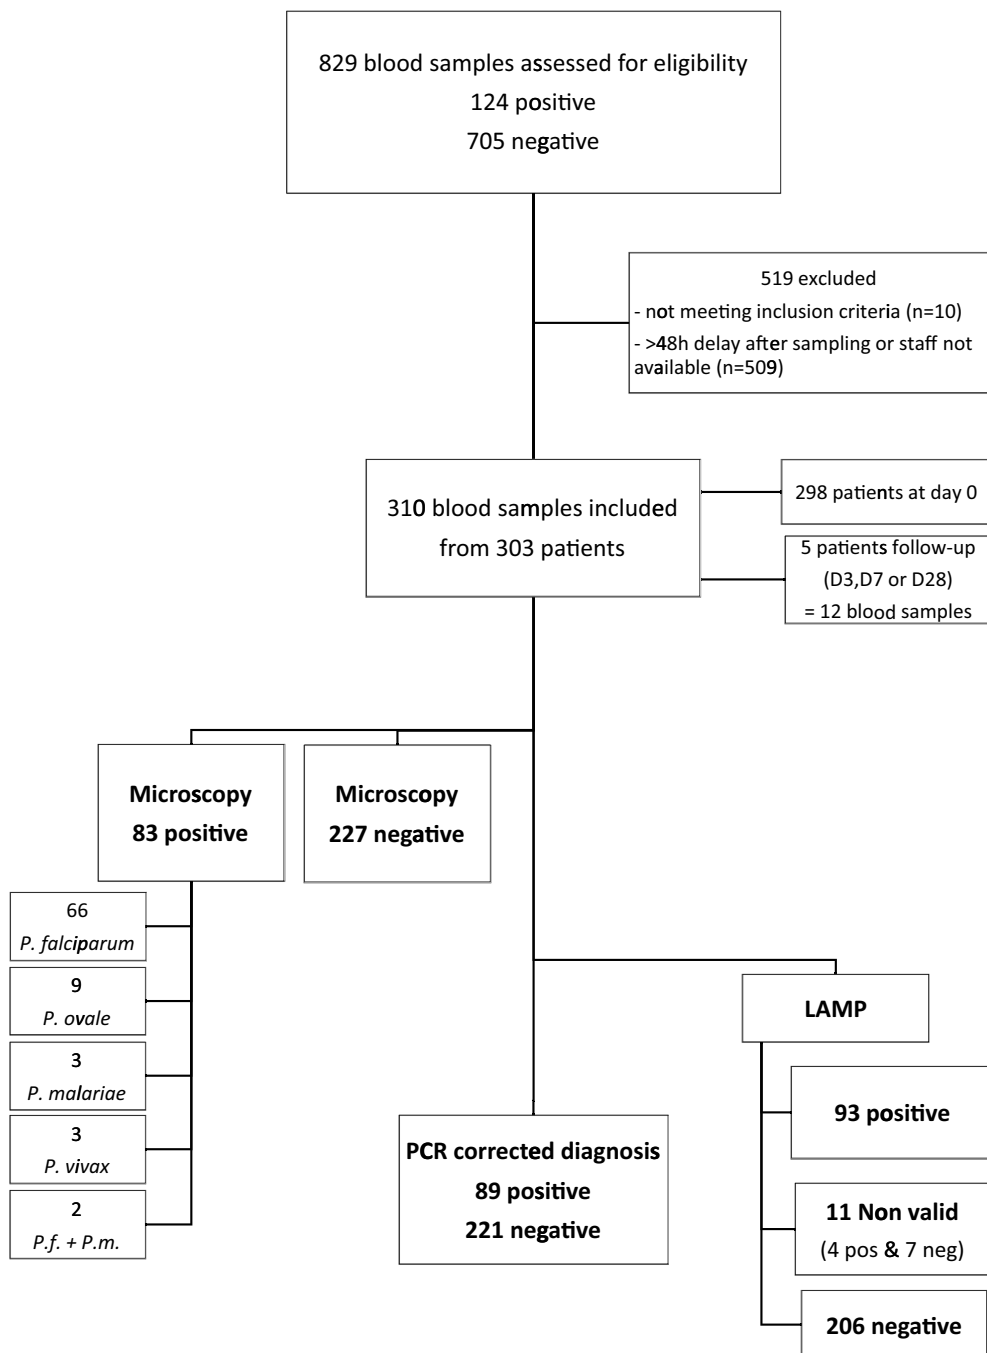 829 blood samples assessed for eligibility
124 positive
705 negative
519 excluded
- not meeting inclusion criteria (n=10)
- >48h delay after sampling or staff not
available (n=509)
310 blood samples included
from 303 patients
298 patients at day 0
5 patients follow-up
(D3,D7 or D28)
= 12 blood samples
Microscopy
83 positive
Microscopy
227 negative
66
P. falciparum
9
P. ovale
3
P. malariae
3
P. vivax
2
P.f. + P.m.
PCR corrected diagnosis
89 positive
221 negative
LAMP
93 positive
11 Non valid
(4 pos & 7 neg)
206 negative